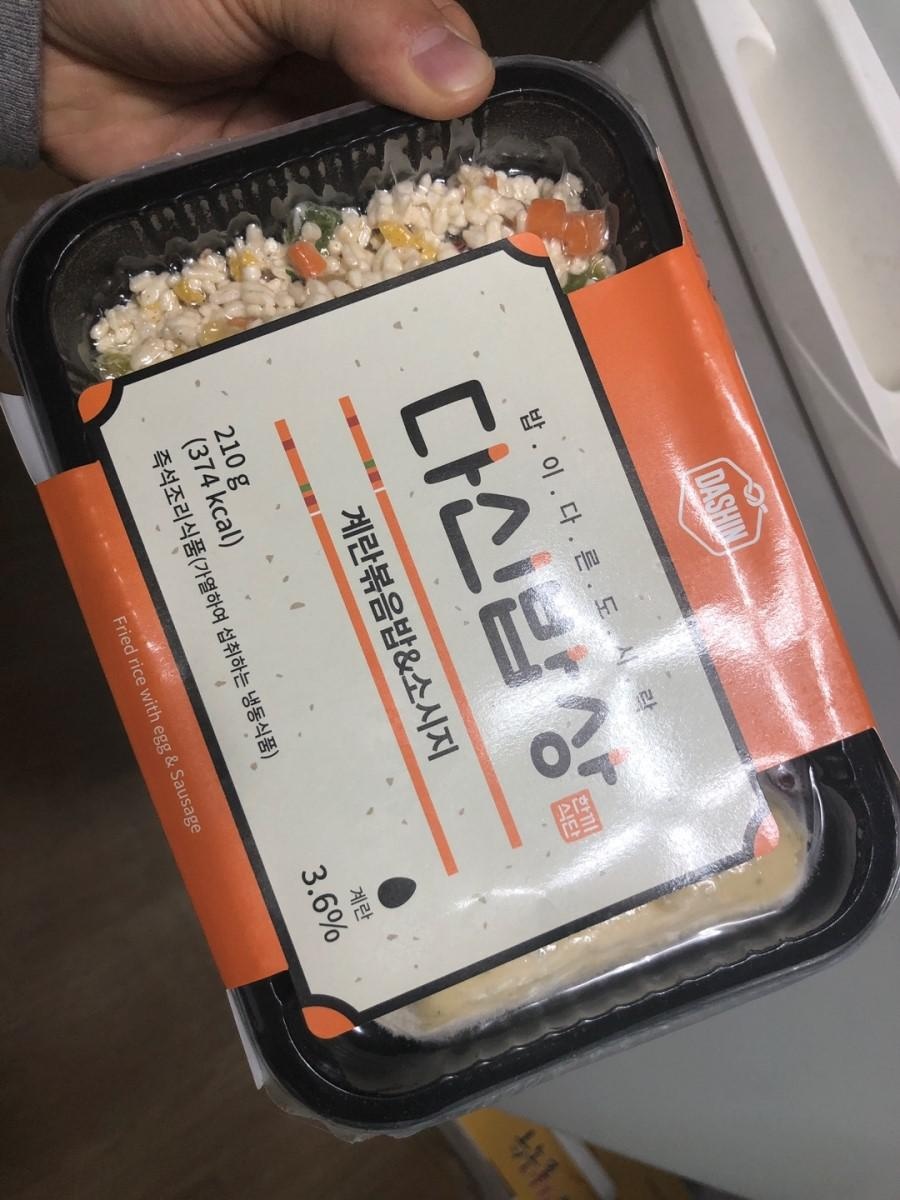 DASHIN
밥·이·다·른·도·시·락
다신밥상
한끼
식단
계란볶음밥&소시지
210 g
(374 kcal)
즉석조리식품(가열하여 섭취하는 냉동식품)
계란
3.6%
Fried rice with egg & Sausage